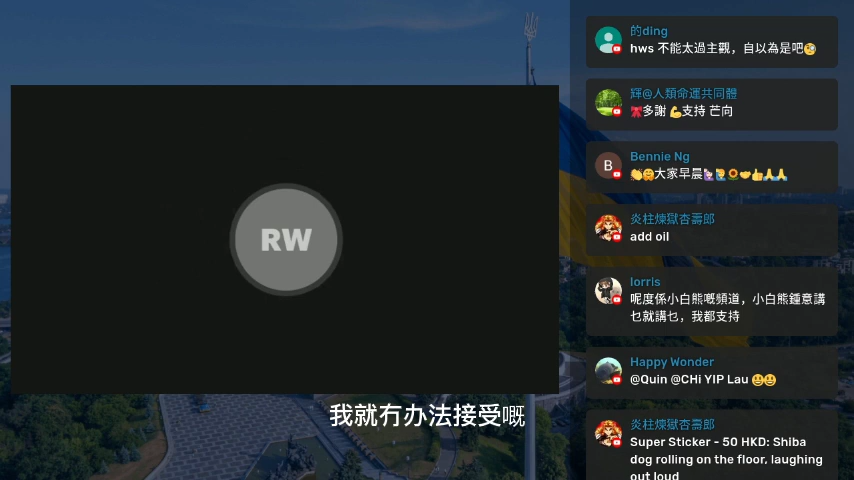 RW
我就冇办法接受嘅
的ding
hws 不能太過主觀，自以為是吧🧐
輝@人類命運共同體
🎀多謝 💪支持 芒向
B
Bennie Ng
👏🤗大家早晨🙋🏻‍♀️🙋‍♂️🌻🤝👍🙏🙏
炎柱煉獄杏壽郎
add oil
lorris
呢度係小白熊嘅頻道，小白熊鍾意講
乜就講乜，我都支持
Happy Wonder
@Quin @CHi YIP Lau 😃😃
炎柱煉獄杏壽郎
Super Sticker - 50 HKD: Shiba
dog rolling on the floor, laughing
out loud